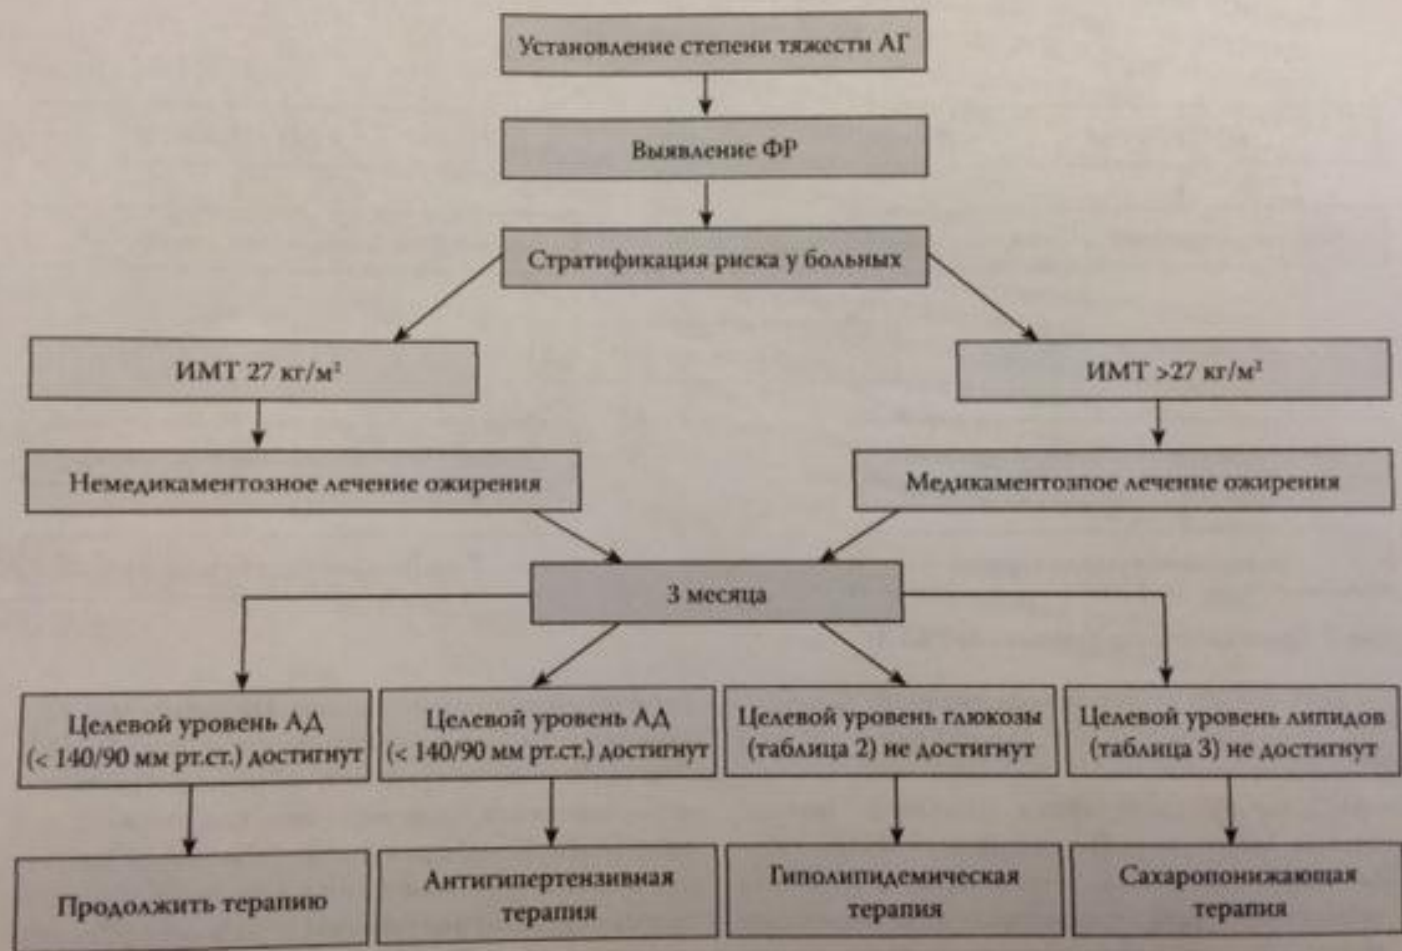 Установление степени тяжести АГ
Выявление ФР
Стратификация риска у больных
ИМТ 27 кг/м²
ИМТ >27 кг/м²
Немедикаментозное лечение ожирения
Медикаментозпое лечение ожирения
3 месяца
Целевой уровень АД
(< 140/90 мм рт.ст.) достигнут
Целевой уровень АД
(< 140/90 мм рт.ст.) достигнут
Целевой уровень глюкозы
(таблица 2) не достигнут
Целевой уровень липидов
(таблица 3) не достигнут
Продолжить терапию
Антигипертензивная
терапия
Гиполипидемическая
терапия
Сахаропонижающая
терапия